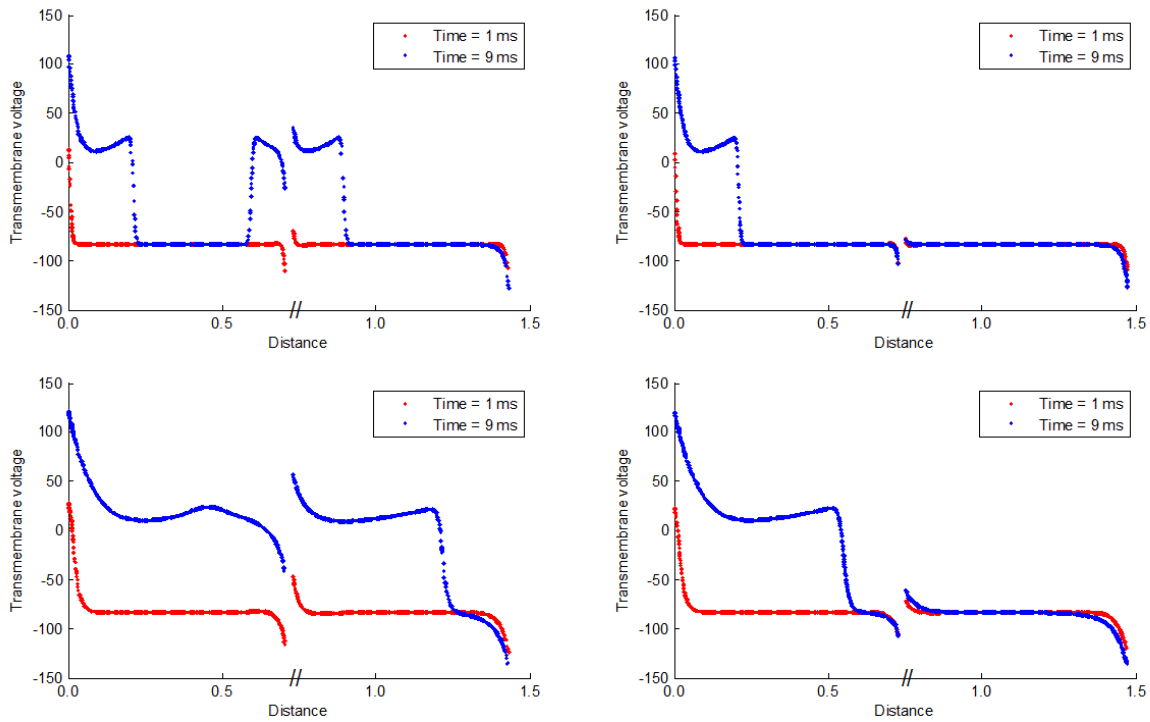 150
100
50
0
-50
-100
-150
Transmembrane voltage
0.0 0.5 // 1.0 1.5
Distance
Time = 1 ms
Time = 9 ms
150
100
50
0
-50
-100
-150
Transmembrane voltage
0.0 0.5 // 1.0 1.5
Distance
Time = 1 ms
Time = 9 ms
150
100
50
0
-50
-100
-150
Transmembrane voltage
0.0 0.5 // 1.0 1.5
Distance
Time = 1 ms
Time = 9 ms
150
100
50
0
-50
-100
-150
Transmembrane voltage
0.0 0.5 // 1.0 1.5
Distance
Time = 1 ms
Time = 9 ms